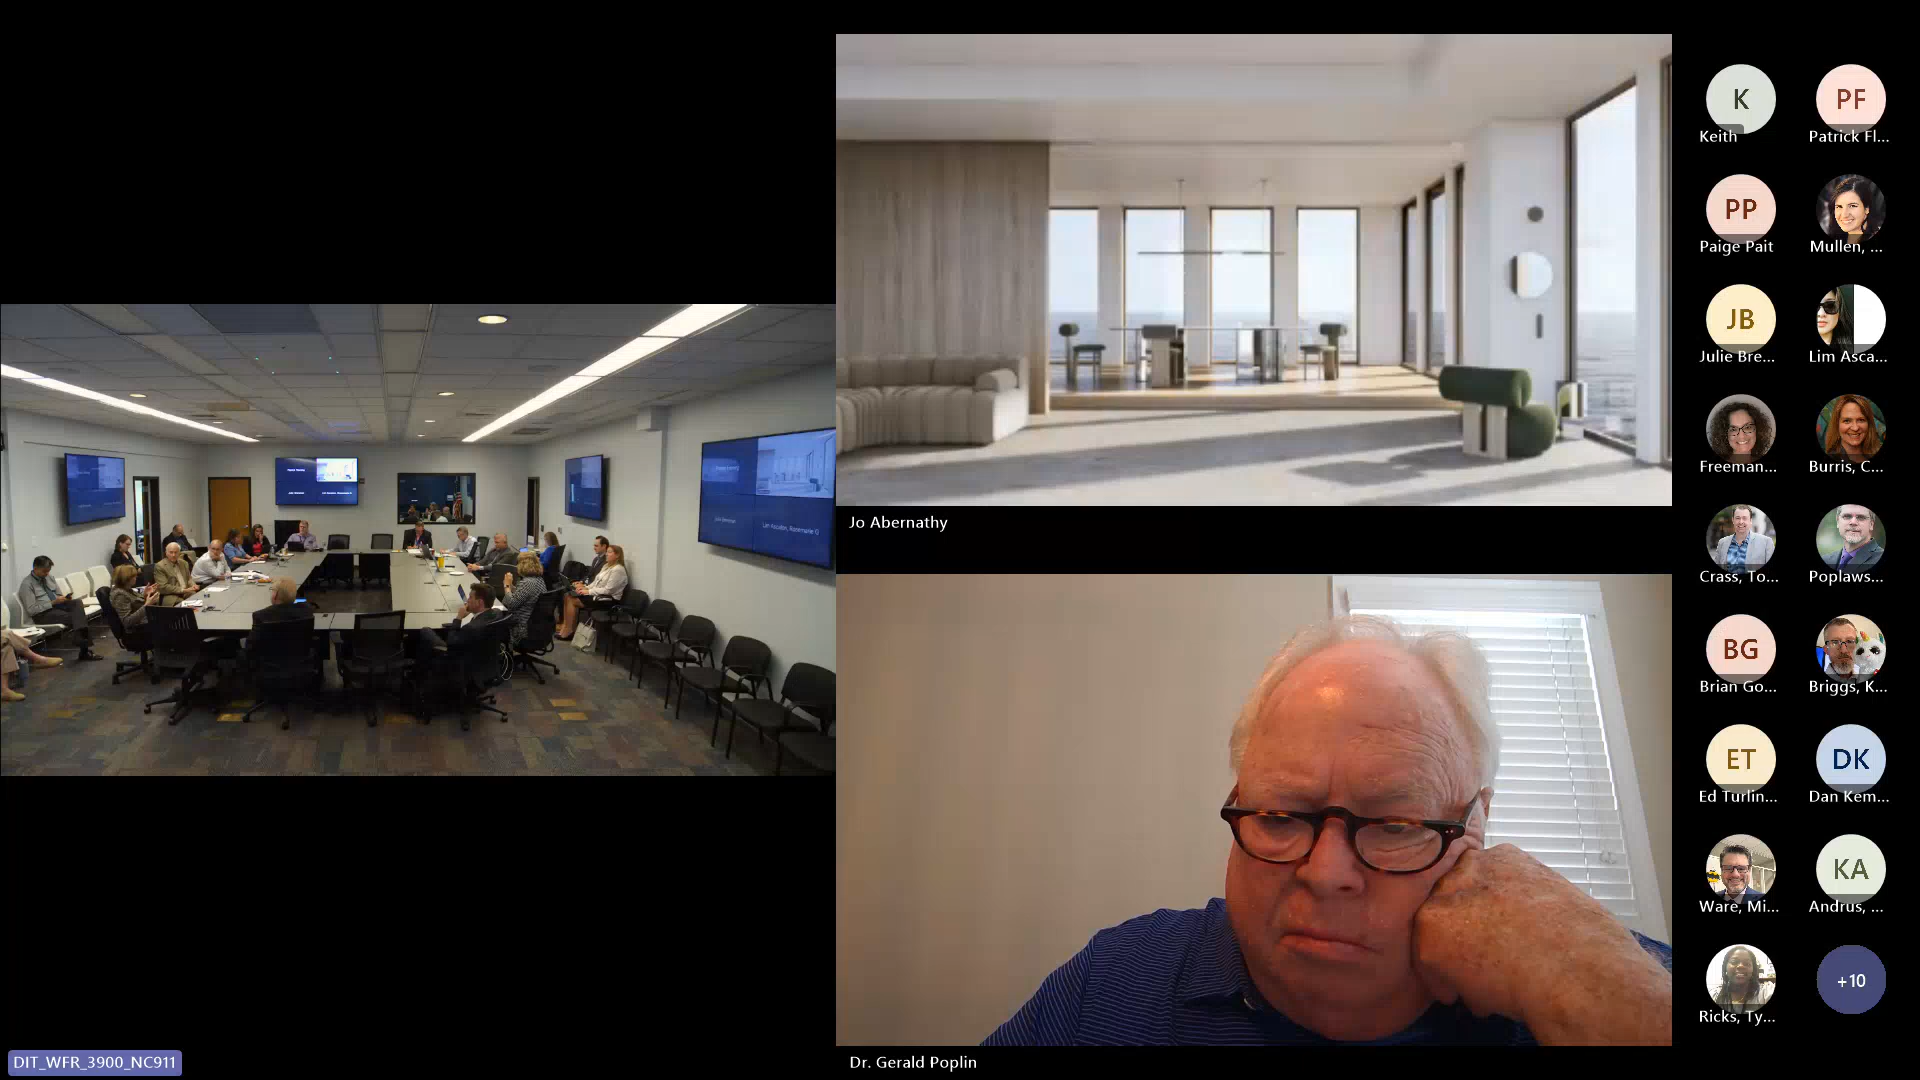 DIT_WFR_3900_NC911
Jo Abernathy
Dr. Gerald Poplin
K
Keith
PF
Patrick Fl...
PP
Paige Pait
Mullen, ...
JB
Julie Bre...
Lim Asca...
Freeman...
Burris, C...
Crass, To...
Poplaws...
BG
Brian Go...
Briggs, K...
ET
Ed Turlin...
DK
Dan Kem...
Ware, Mi...
KA
Andrus, ...
Ricks, Ty...
+10